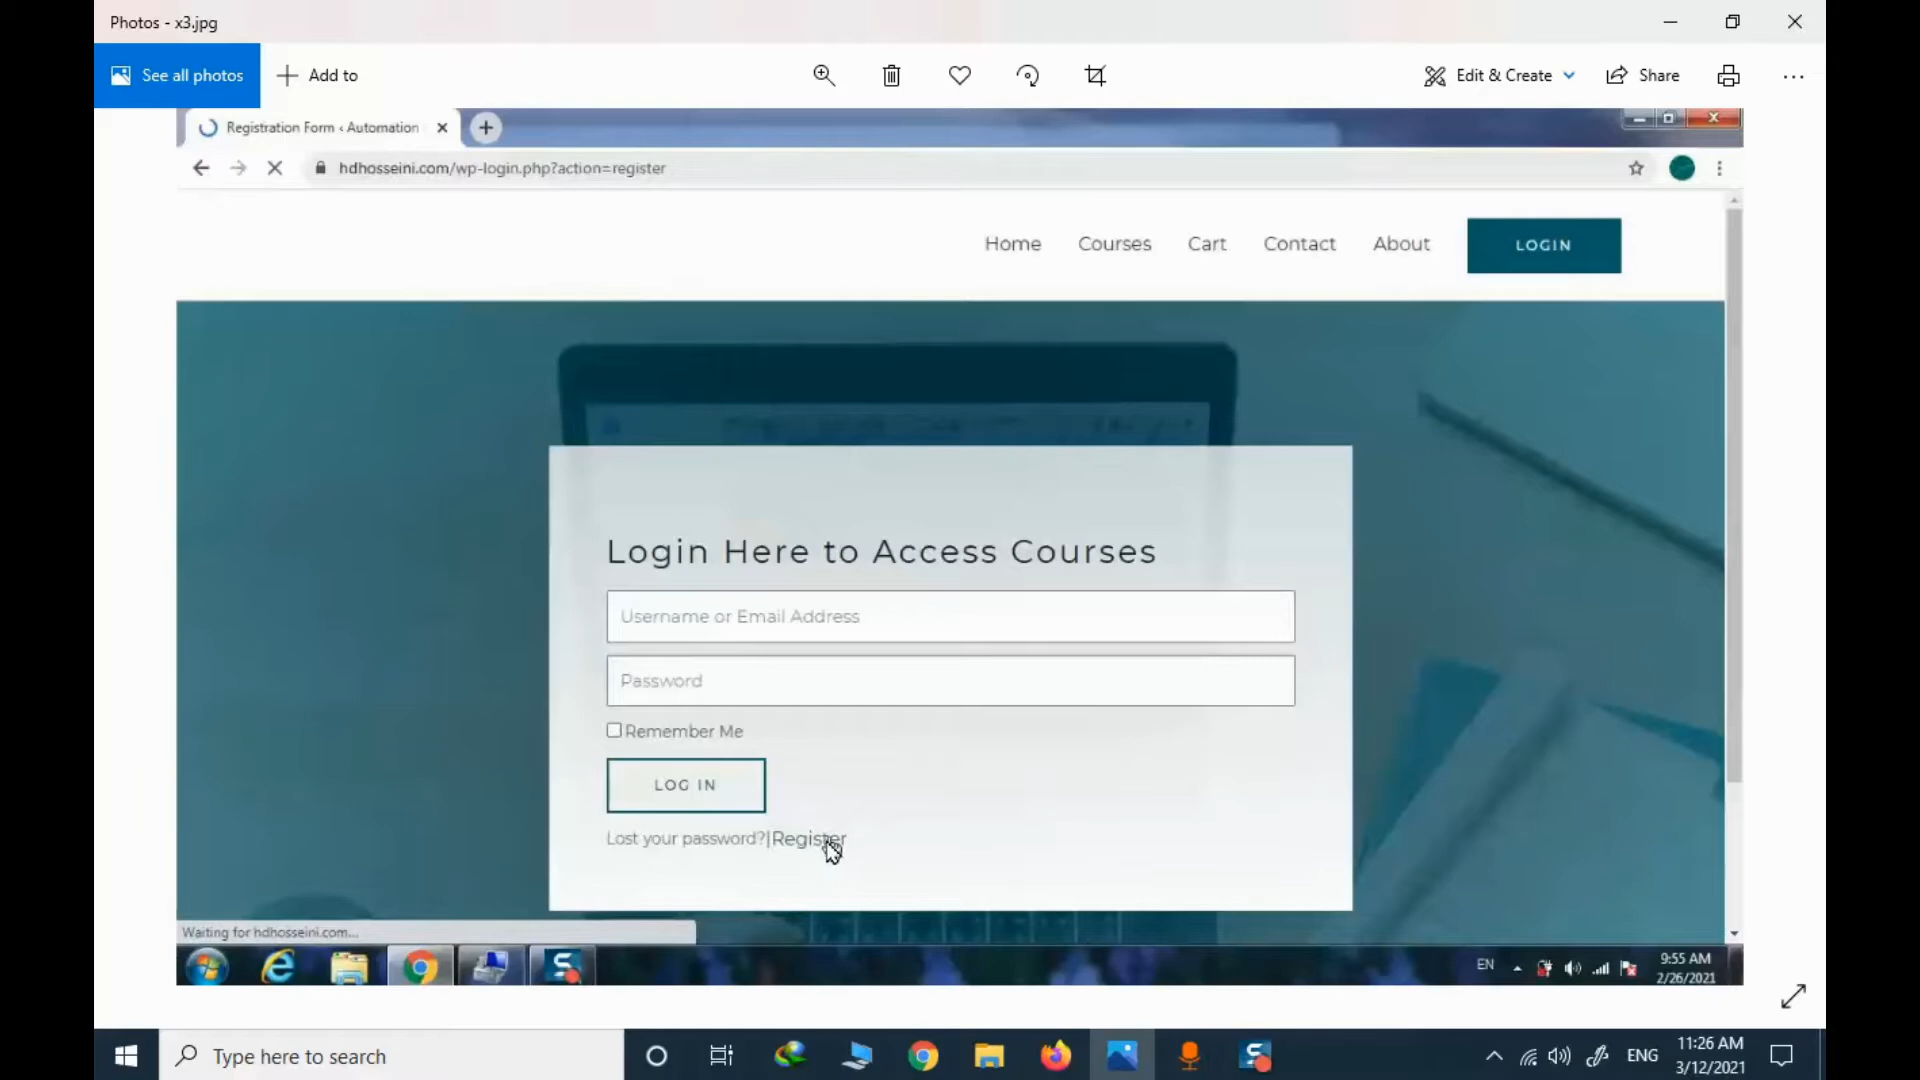 Photos - x3.jpg
See all photos
Add to
Edit & Create
Share
Registration Form ‹ Automation
hdhosseini.com/wp-login.php?action=register
Home
Courses
Cart
Contact
About
LOGIN
Login Here to Access Courses
Username or Email Address
Password
Remember Me
LOG IN
Lost your password?|Register
Waiting for hdhosseini.com...
EN
9:55 AM
2/26/2021
Type here to search
ENG
11:26 AM
3/12/2021